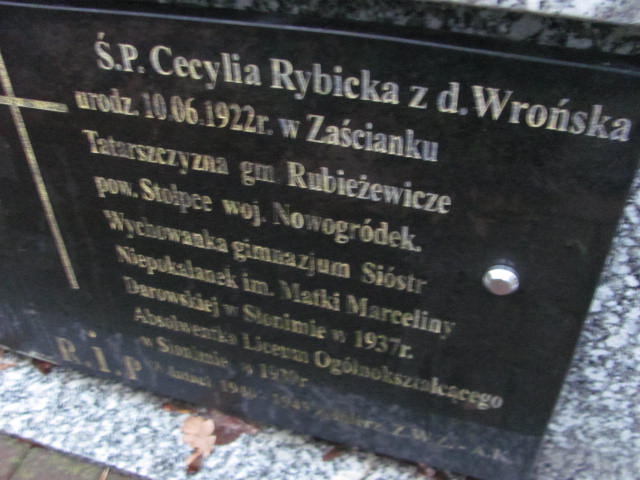 Ś.P. Cecylia Rybicka z d. Wrońska
urodz. 10.06.1922r. w Zaścianku
Tatarszczyzna gm Rubieżewicze
pow. Stołpce woj. Nowogródek.
Wychowanka gimnazjum Sióstr
Niepokalanek im. Matki Marceliny
Darowskiej w Słonimie w 1937r.
Absolwentka Liceum Ogólnokształcącego
w Słonimie, w 1939r.
R.I.P